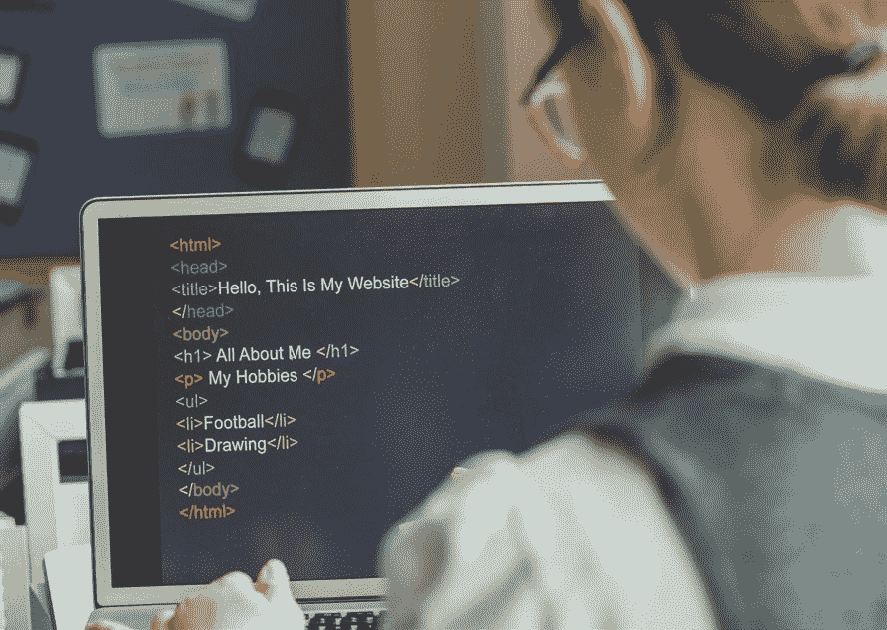 <html>
<head>
<title>Hello, This Is My Website</title>
</head>
<body>
<h1> All About Me </h1>
<p> My Hobbies </p>
<ul>
<li>Football</li>
<li>Drawing</li>
</ul>
</body>
</html>